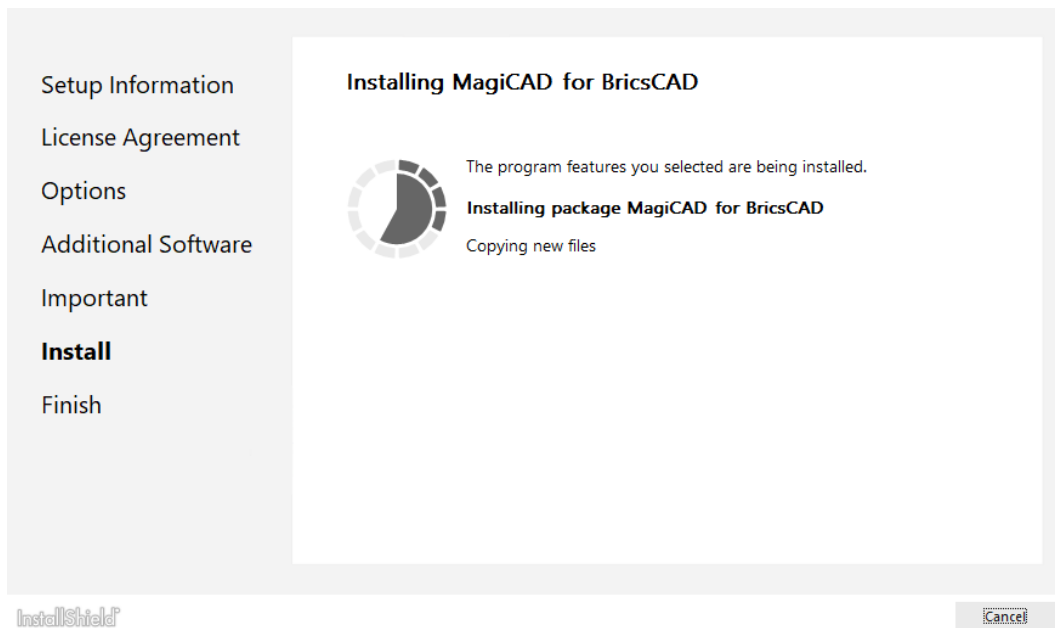 Setup Information
License Agreement
Options
Additional Software
Important
Install
Finish
Installing MagiCAD for BricsCAD
The program features you selected are being installed.
Installing package MagiCAD for BricsCAD
Copying new files
InstallShield
Cancel